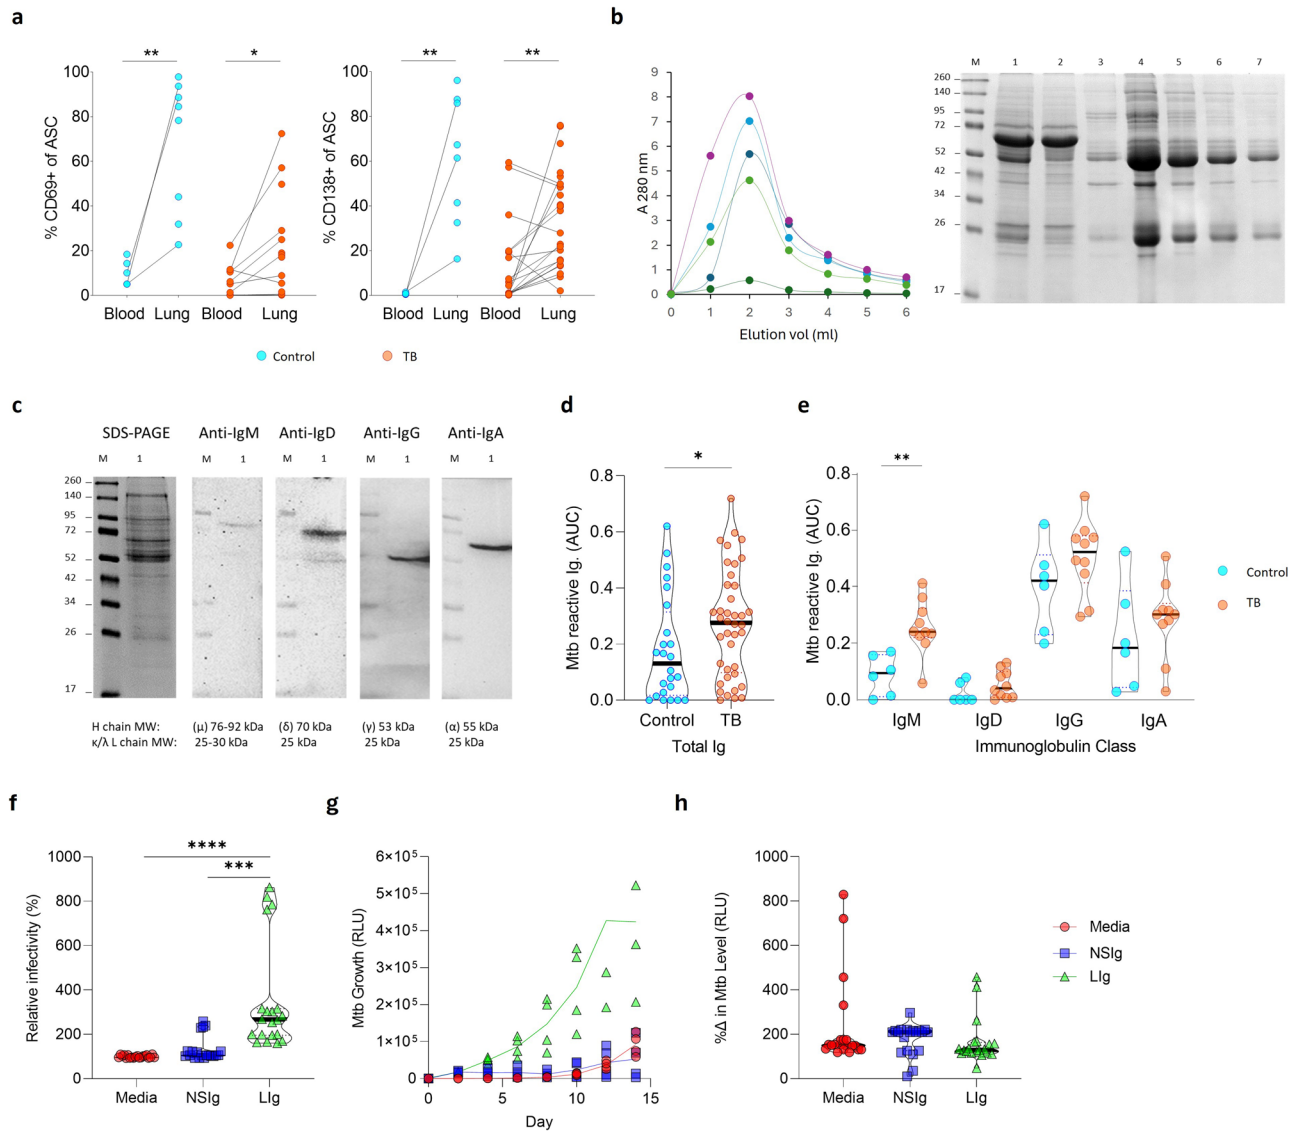 a
**
*
% CD69+ of ASC
100
80
60
40
20
0
Blood Lung Blood Lung
**
**
% CD138+ of ASC
100
80
60
40
20
0
Blood Lung Blood Lung
Control
TB
b
A 280 nm
9
8
7
6
5
4
3
2
1
0
0 1 2 3 4 5 6
Elution vol (ml)
M 1 2 3 4 5 6 7
260
140
95
72
52
42
34
26
17
c
SDS-PAGE Anti-IgM Anti-IgD Anti-IgG Anti-IgA
M 1 M 1 M 1 M 1 M 1
260
140
95
72
52
42
34
26
17
H chain MW: (μ) 76-92 kDa (δ) 70 kDa (γ) 53 kDa (α) 55 kDa
κ/λ L chain MW: 25-30 kDa 25 kDa 25 kDa 25 kDa
d
*
Mtb reactive Ig. (AUC)
0.8
0.6
0.4
0.2
0.0
Control TB
Total Ig
e
**
Mtb reactive Ig. (AUC)
0.8
0.6
0.4
0.2
0.0
IgM IgD IgG IgA
Immunoglobulin Class
Control
TB
f
****
***
Relative infectivity (%)
1000
800
600
400
200
0
Media NSIg LIg
g
Mtb Growth (RLU)
6×10⁵
5×10⁵
4×10⁵
3×10⁵
2×10⁵
1×10⁵
0
0 5 10 15
Day
h
%Δ in Mtb Level (RLU)
1000
800
600
400
200
0
Media NSIg LIg
Media
NSIg
LIg